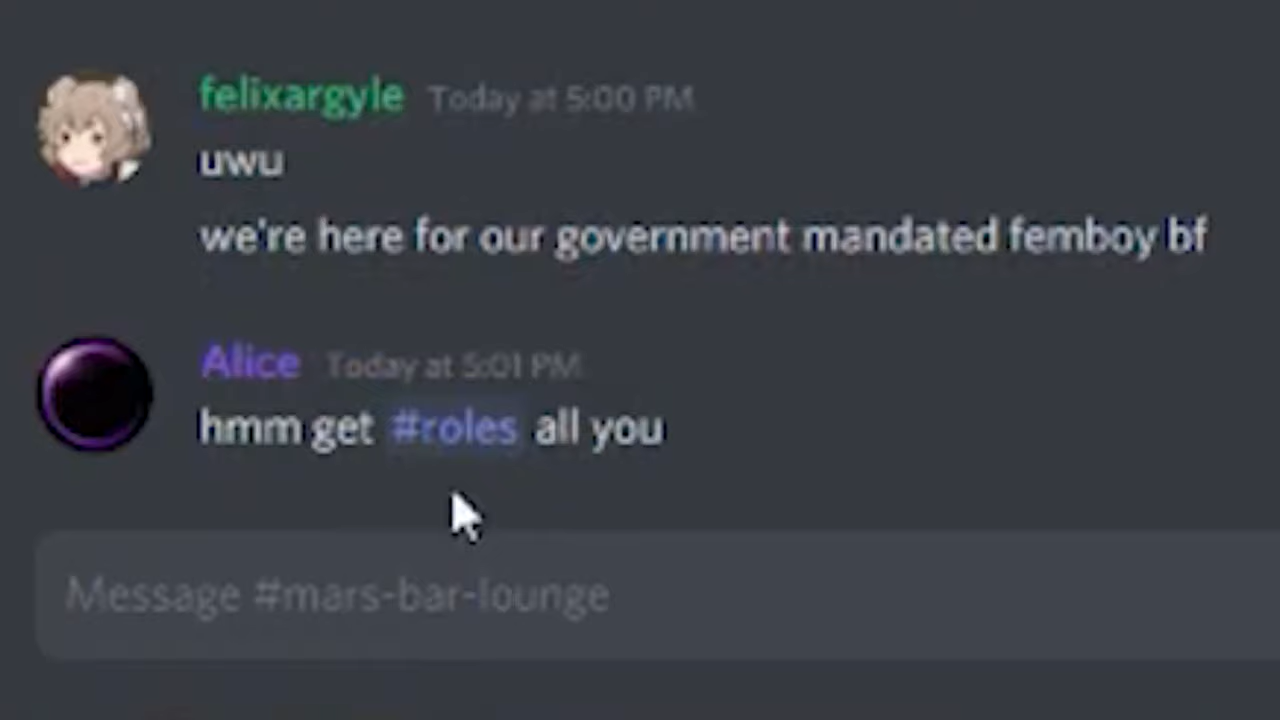 felixargyle Today at 5:00 PM
uwu
we're here for our government mandated femboy bf
Alice Today at 5:01 PM
hmm get #roles all you
Message #mars-bar-lounge